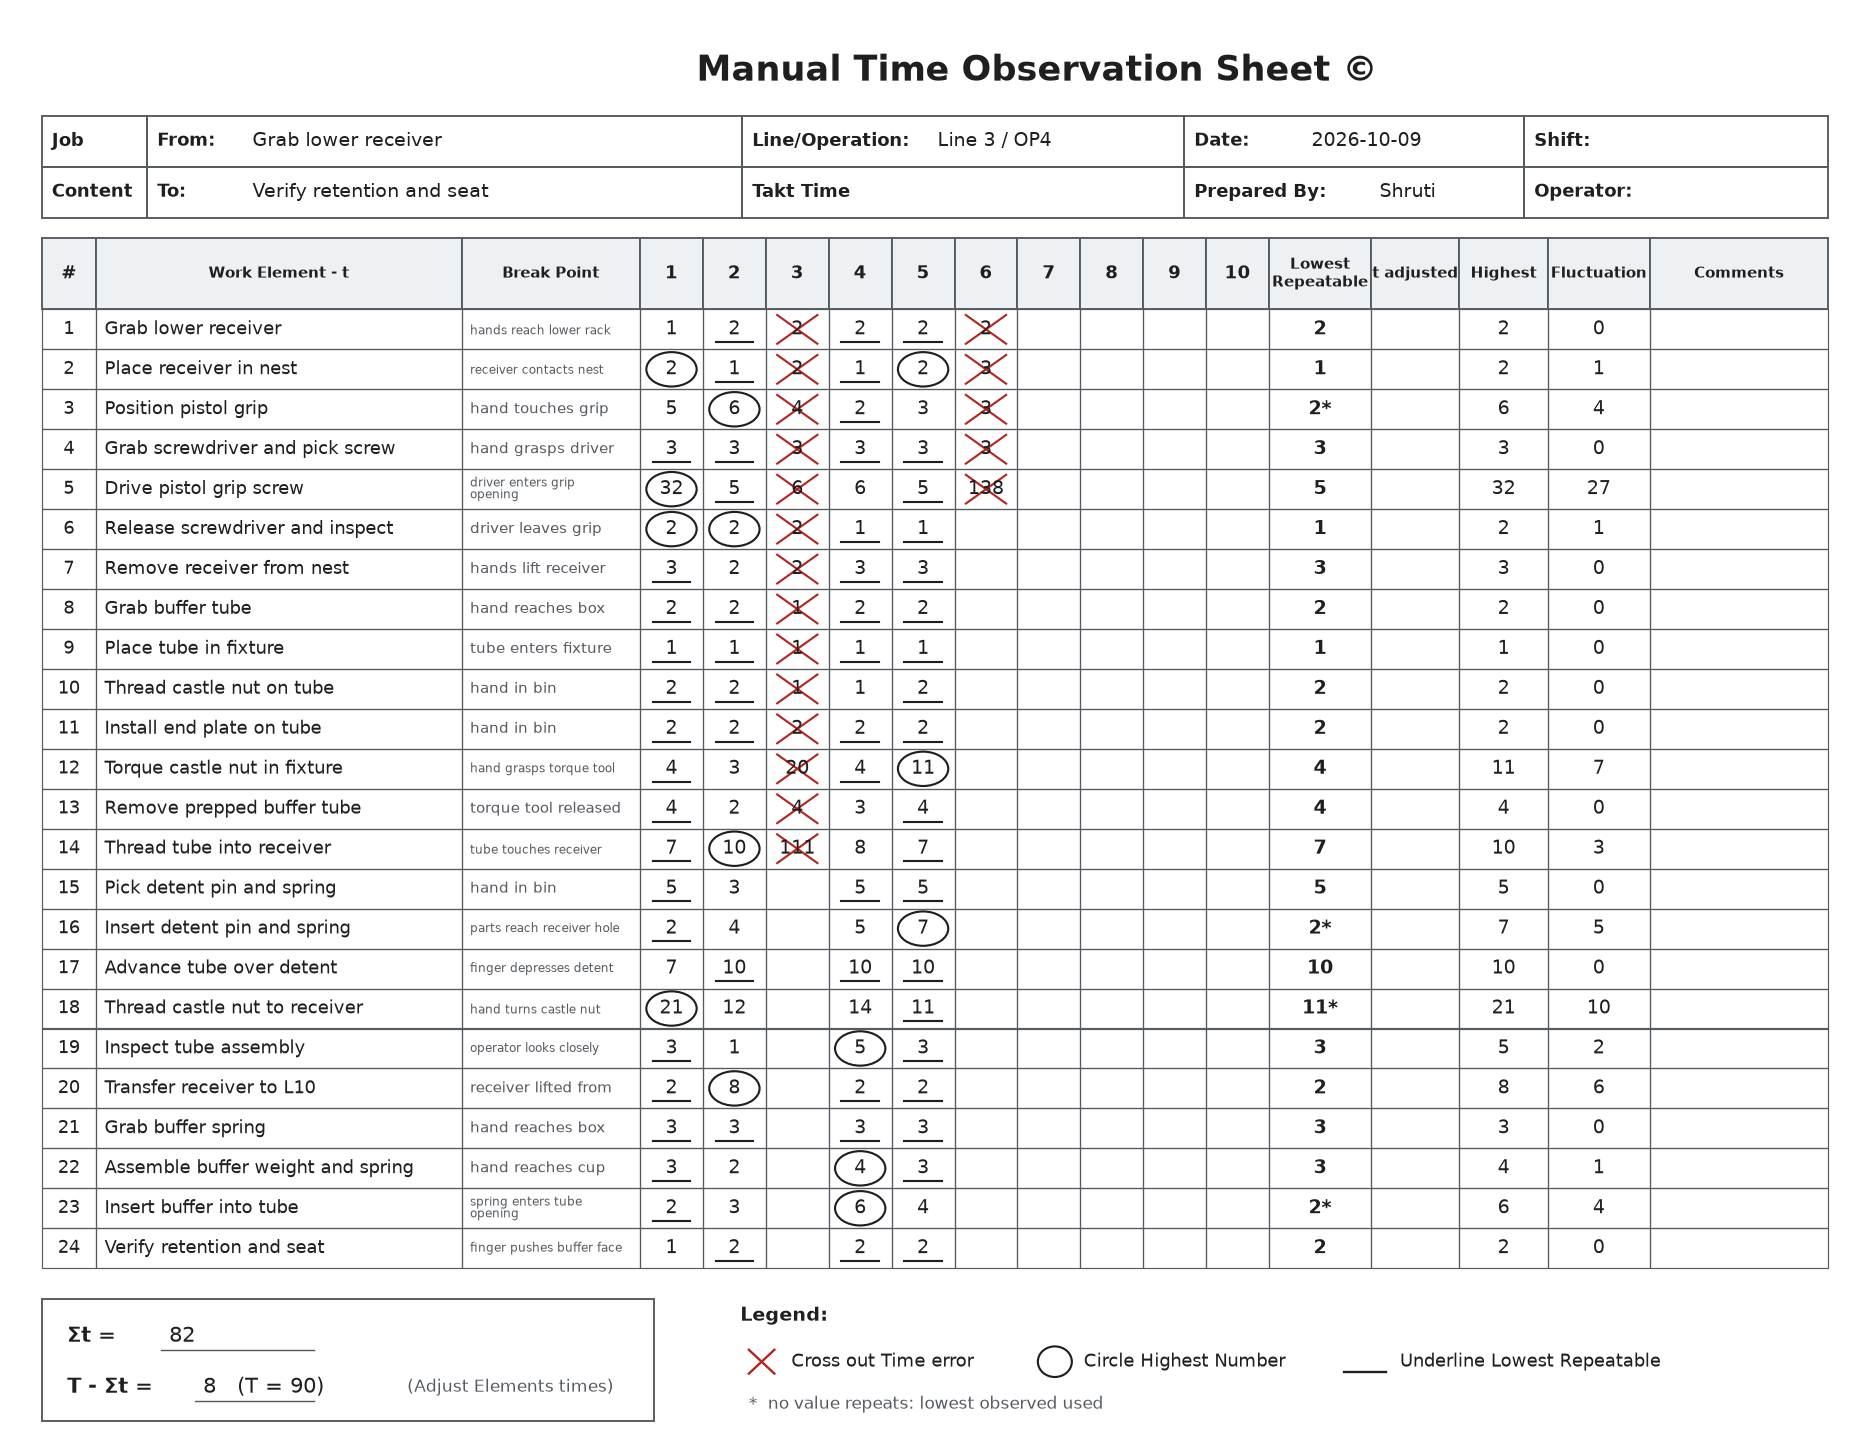 Manual Time Observation Sheet ©
Job From: Grab lower receiver Line/Operation: Line 3 / OP4 Date: 2026-10-09 Shift:
Content To: Verify retention and seat Takt Time Prepared By: Shruti Operator:
# Work Element - t Break Point 1 2 3 4 5 6 7 8 9 10 Lowest Repeatable t adjusted Highest Fluctuation Comments
1 Grab lower receiver hands reach lower rack 1 2 2 2 2 2 2 2 0
2 Place receiver in nest receiver contacts nest 2 1 2 1 2 3 1 2 1
3 Position pistol grip hand touches grip 5 6 4 2 3 3 2* 6 4
4 Grab screwdriver and pick screw hand grasps driver 3 3 3 3 3 3 3 3 0
5 Drive pistol grip screw driver enters grip opening 32 5 6 6 5 138 5 32 27
6 Release screwdriver and inspect driver leaves grip 2 2 2 1 1 1 2 1
7 Remove receiver from nest hands lift receiver 3 2 2 3 3 3 3 0
8 Grab buffer tube hand reaches box 2 2 1 2 2 2 2 0
9 Place tube in fixture tube enters fixture 1 1 1 1 1 1 1 0
10 Thread castle nut on tube hand in bin 2 2 1 1 2 2 2 0
11 Install end plate on tube hand in bin 2 2 2 2 2 2 2 0
12 Torque castle nut in fixture hand grasps torque tool 4 3 20 4 11 4 11 7
13 Remove prepped buffer tube torque tool released 4 2 4 3 4 4 4 0
14 Thread tube into receiver tube touches receiver 7 10 111 8 7 7 10 3
15 Pick detent pin and spring hand in bin 5 3 5 5 5 5 0
16 Insert detent pin and spring parts reach receiver hole 2 4 5 7 2* 7 5
17 Advance tube over detent finger depresses detent 7 10 10 10 10 10 0
18 Thread castle nut to receiver hand turns castle nut 21 12 14 11 11* 21 10
19 Inspect tube assembly operator looks closely 3 1 5 3 3 5 2
20 Transfer receiver to L10 receiver lifted from 2 8 2 2 2 8 6
21 Grab buffer spring hand reaches box 3 3 3 3 3 3 0
22 Assemble buffer weight and spring hand reaches cup 3 2 4 3 3 4 1
23 Insert buffer into tube spring enters tube opening 2 3 6 4 2* 6 4
24 Verify retention and seat finger pushes buffer face 1 2 2 2 2 2 0
Σt = 82
T - Σt = 8 (T = 90) (Adjust Elements times)
Legend:
Cross out Time error Circle Highest Number Underline Lowest Repeatable
* no value repeats: lowest observed used